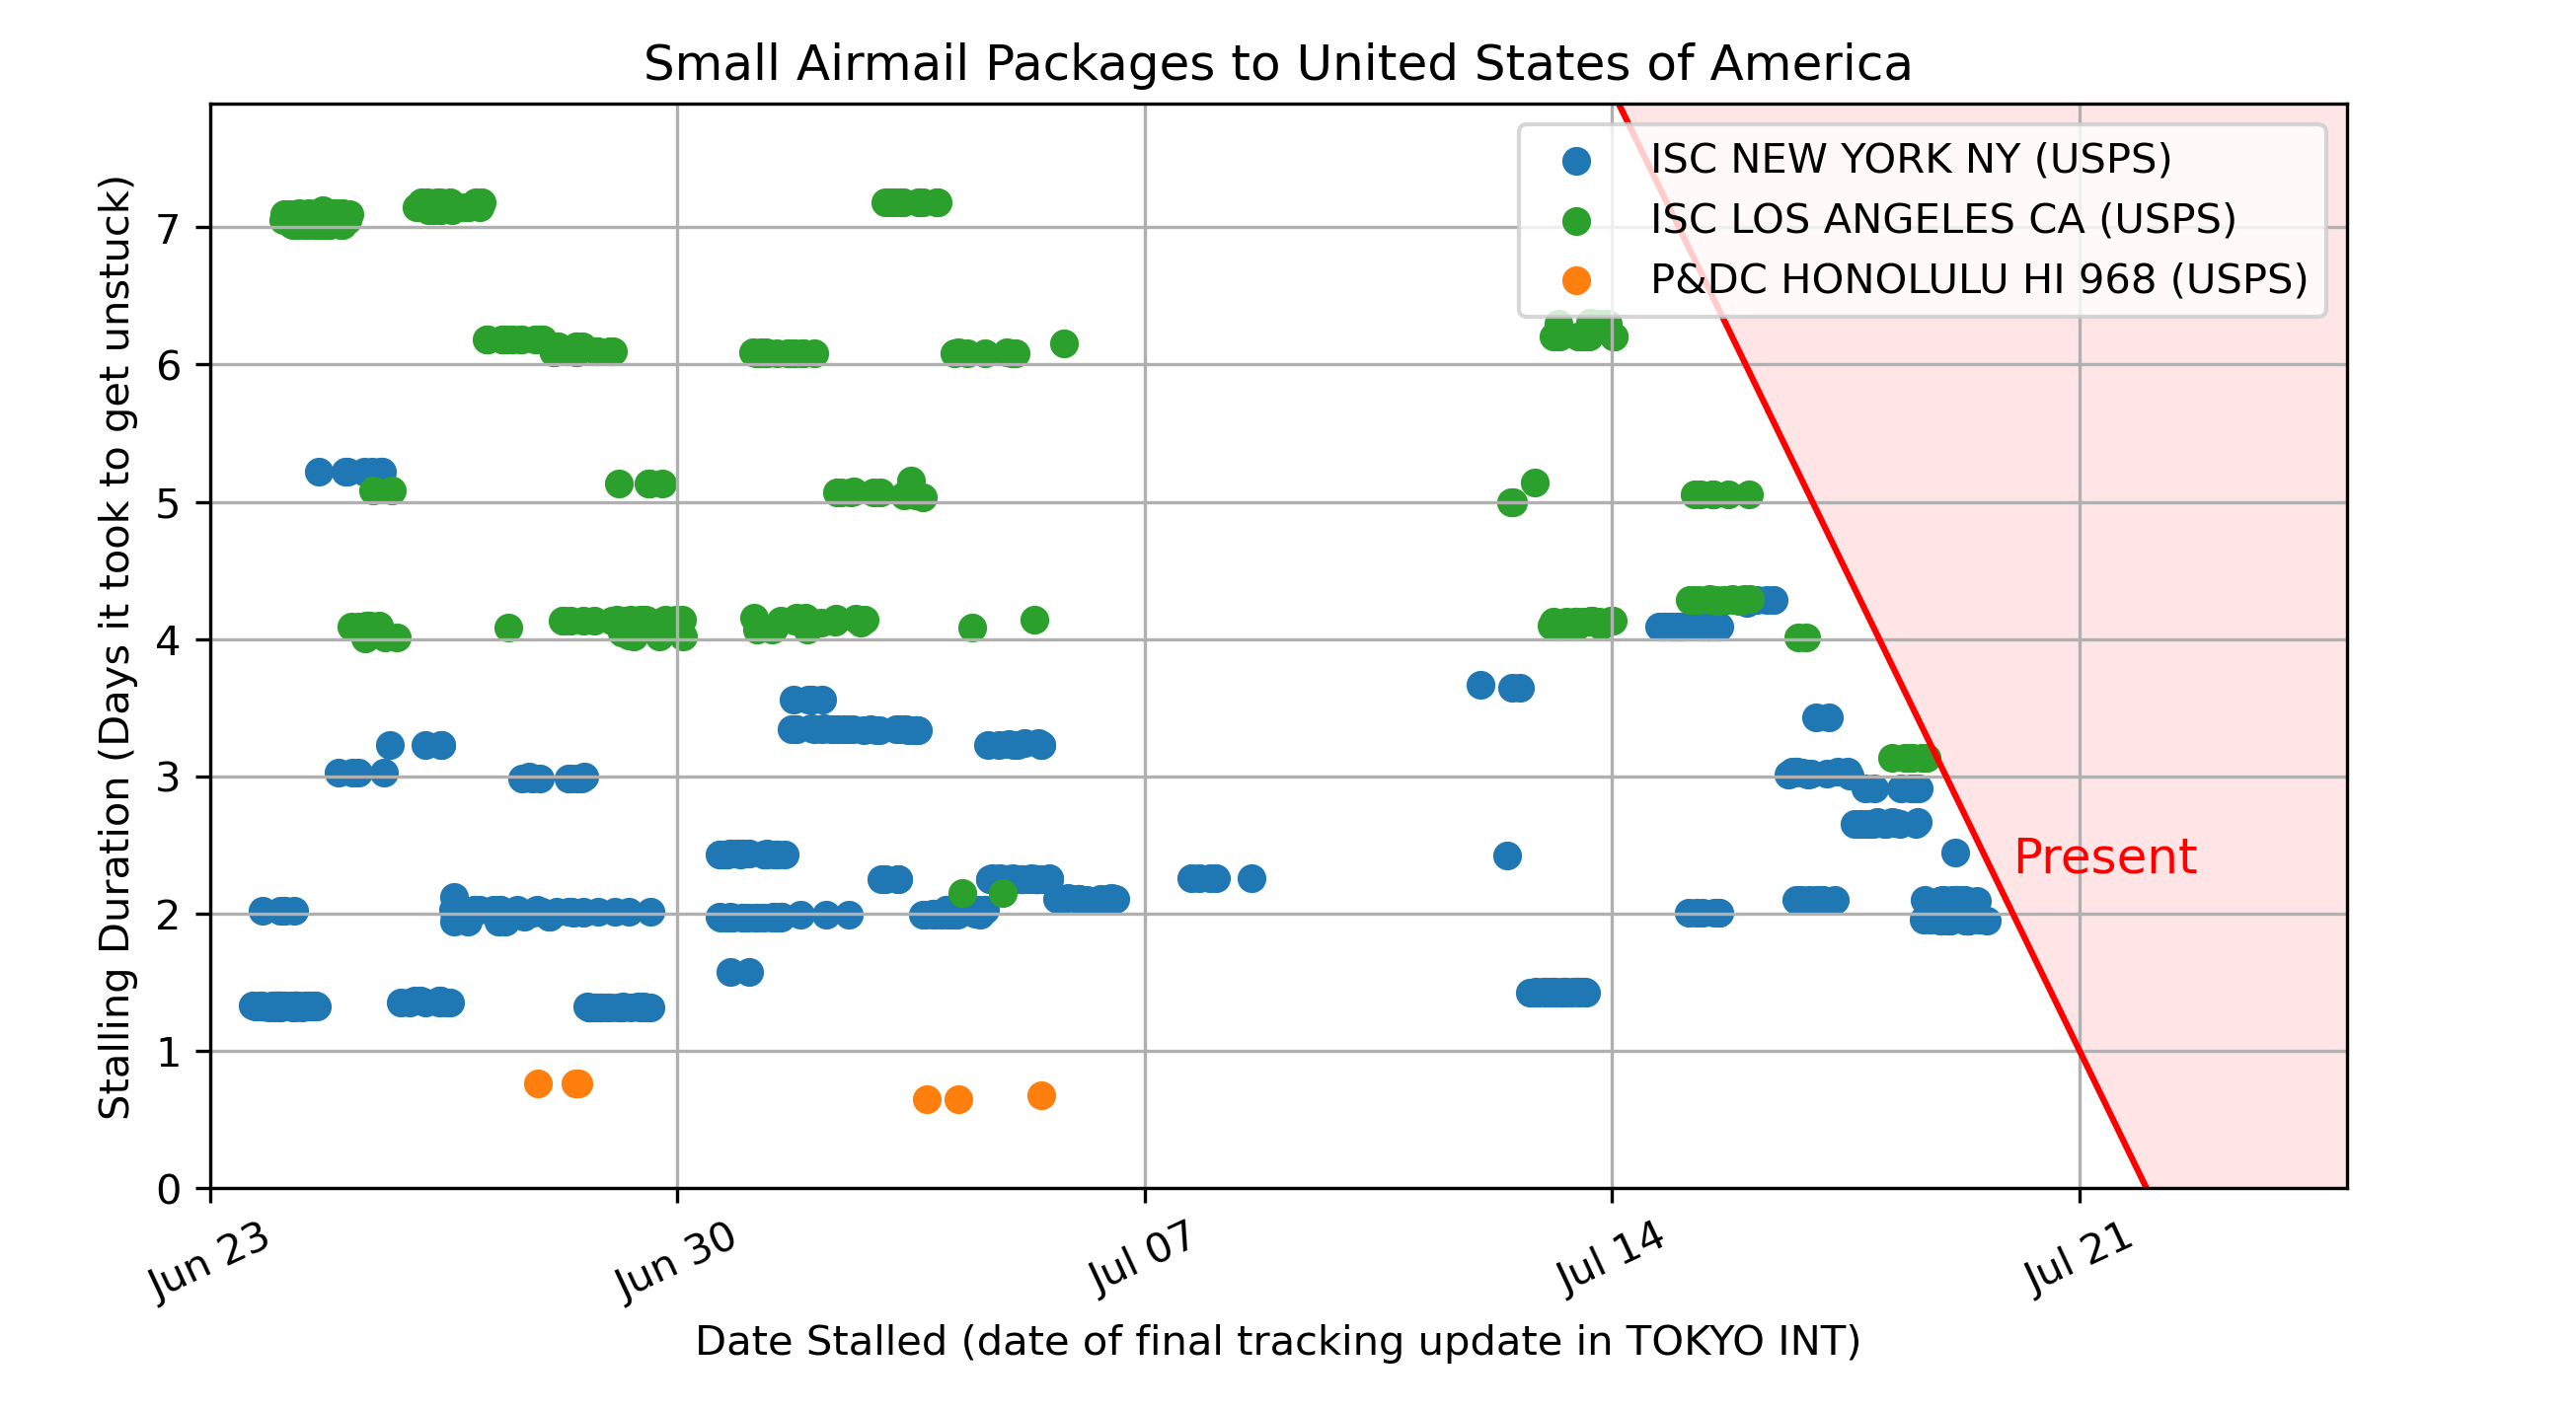 Small Airmail Packages to United States of America
ISC NEW YORK NY (USPS)
ISC LOS ANGELES CA (USPS)
P&DC HONOLULU HI 968 (USPS)
Stalling Duration (Days it took to get unstuck)
7
6
5
4
3
2
1
0
Present
Jun 23
Jun 30
Jul 07
Jul 14
Jul 21
Date Stalled (date of final tracking update in TOKYO INT)